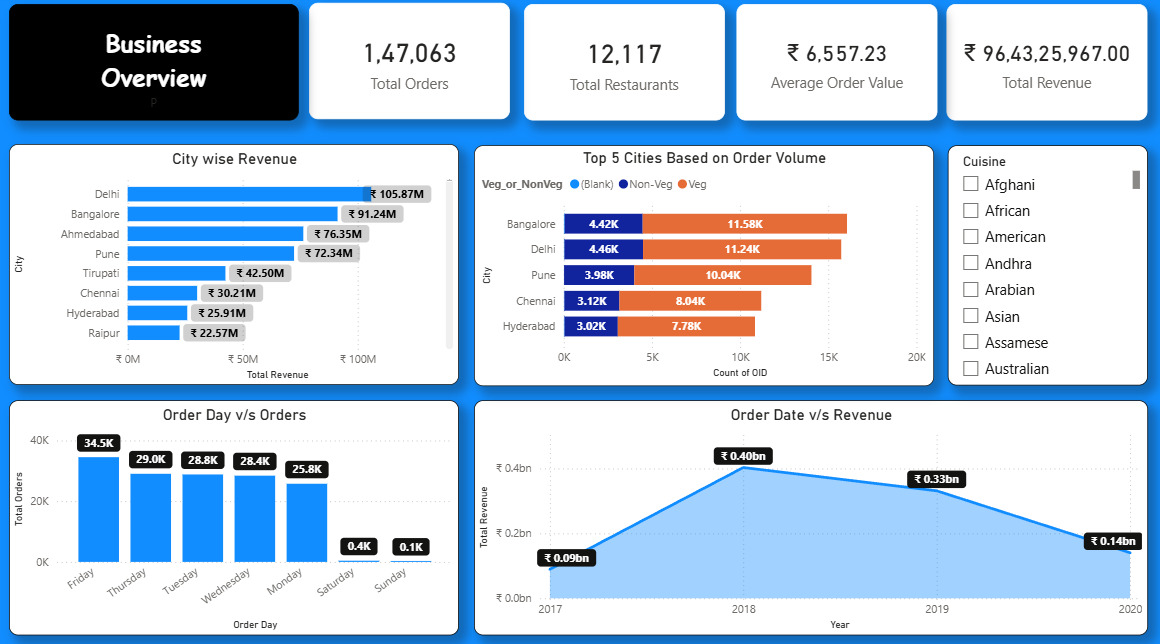 Business
Overview
p
1,47,063
Total Orders
12,117
Total Restaurants
₹ 6,557.23
Average Order Value
₹ 96,43,25,967.00
Total Revenue
City wise Revenue
City
Delhi
₹ 105.87M
Bangalore
₹ 91.24M
Ahmedabad
₹ 76.35M
Pune
₹ 72.34M
Tirupati
₹ 42.50M
Chennai
₹ 30.21M
Hyderabad
₹ 25.91M
Raipur
₹ 22.57M
₹ 0M ₹ 50M ₹ 100M
Total Revenue
Top 5 Cities Based on Order Volume
Veg_or_NonVeg (Blank) Non-Veg Veg
City
Bangalore 4.42K 11.58K
Delhi 4.46K 11.24K
Pune 3.98K 10.04K
Chennai 3.12K 8.04K
Hyderabad 3.02K 7.78K
0K 5K 10K 15K 20K
Count of OID
Cuisine
Afghani
African
American
Andhra
Arabian
Asian
Assamese
Australian
Order Day v/s Orders
Total Orders
40K
20K
0K
34.5K
29.0K
28.8K
28.4K
25.8K
0.4K
0.1K
Friday
Thursday
Tuesday
Wednesday
Monday
Saturday
Sunday
Order Day
Order Date v/s Revenue
Total Revenue
₹ 0.4bn
₹ 0.2bn
₹ 0.0bn
₹ 0.09bn
₹ 0.40bn
₹ 0.33bn
₹ 0.14bn
2017 2018 2019 2020
Year